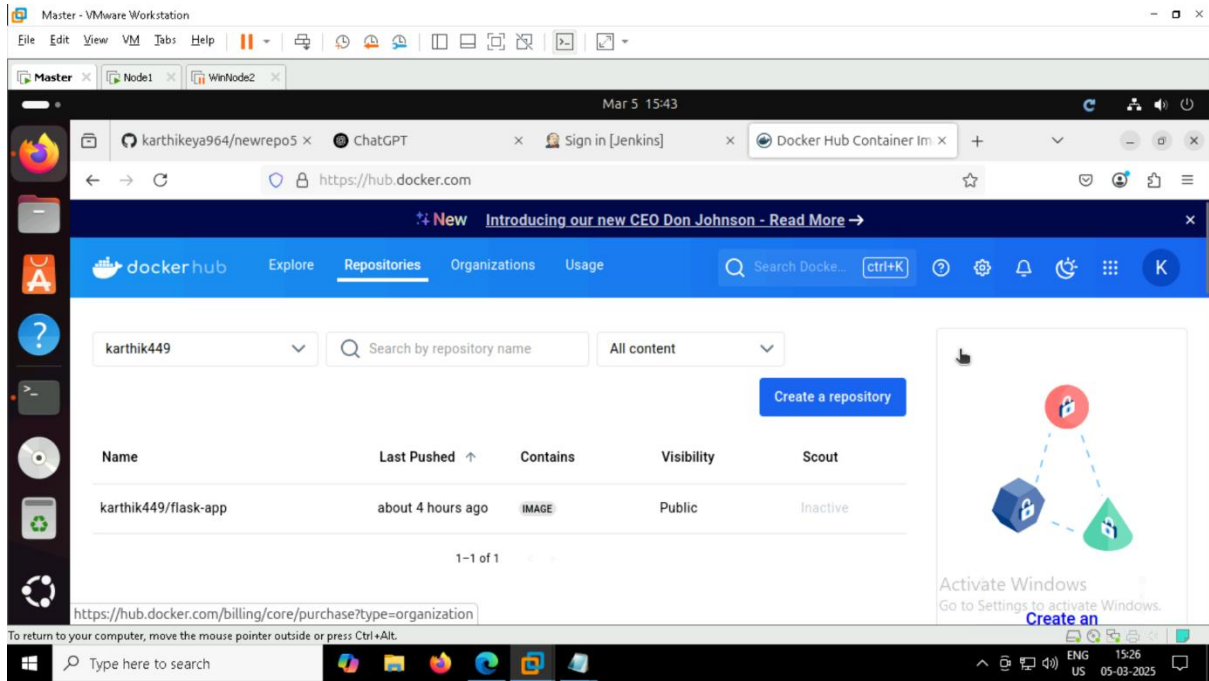 Master - VMware Workstation
File Edit View VM Tabs Help
Master Node1 WinNode2
Mar 5 15:43
karthikeya964/newrepo5 ChatGPT Sign in [Jenkins] Docker Hub Container Im
https://hub.docker.com
New Introducing our new CEO Don Johnson - Read More →
dockerhub Explore Repositories Organizations Usage Search Docke... ctrl+K K
karthik449 Search by repository name All content
Create a repository
Name Last Pushed ↑ Contains Visibility Scout
karthik449/flask-app about 4 hours ago IMAGE Public Inactive
1–1 of 1
Activate Windows
Go to Settings to activate Windows.
Create an
https://hub.docker.com/billing/core/purchase?type=organization
To return to your computer, move the mouse pointer outside or press Ctrl+Alt.
Type here to search
ENG 15:26
US 05-03-2025